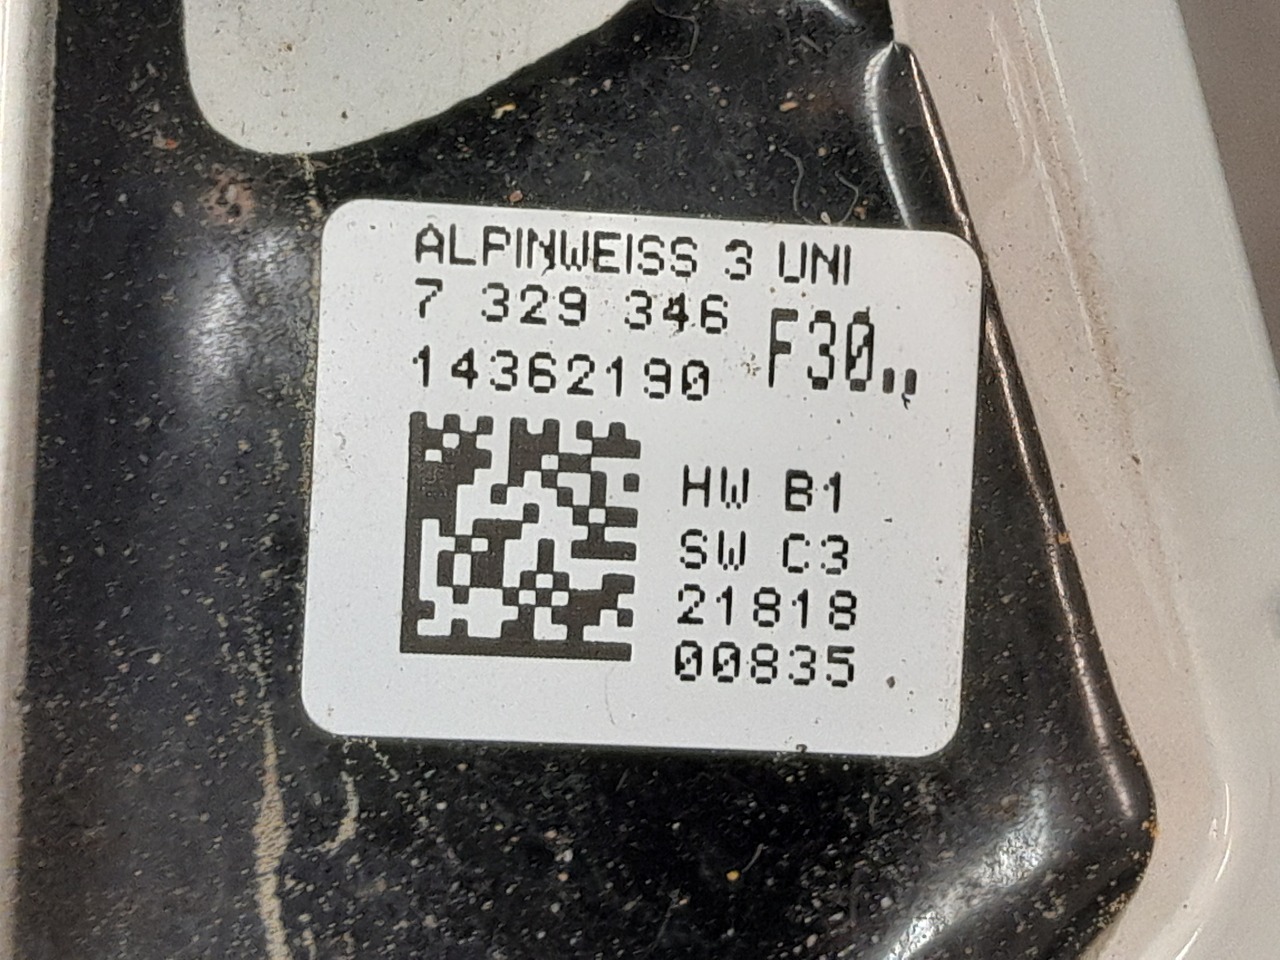 ALPINWEISS 3 UNI
7 329 346
F30,,
14362190
HW B1
SW C3
21818
00835